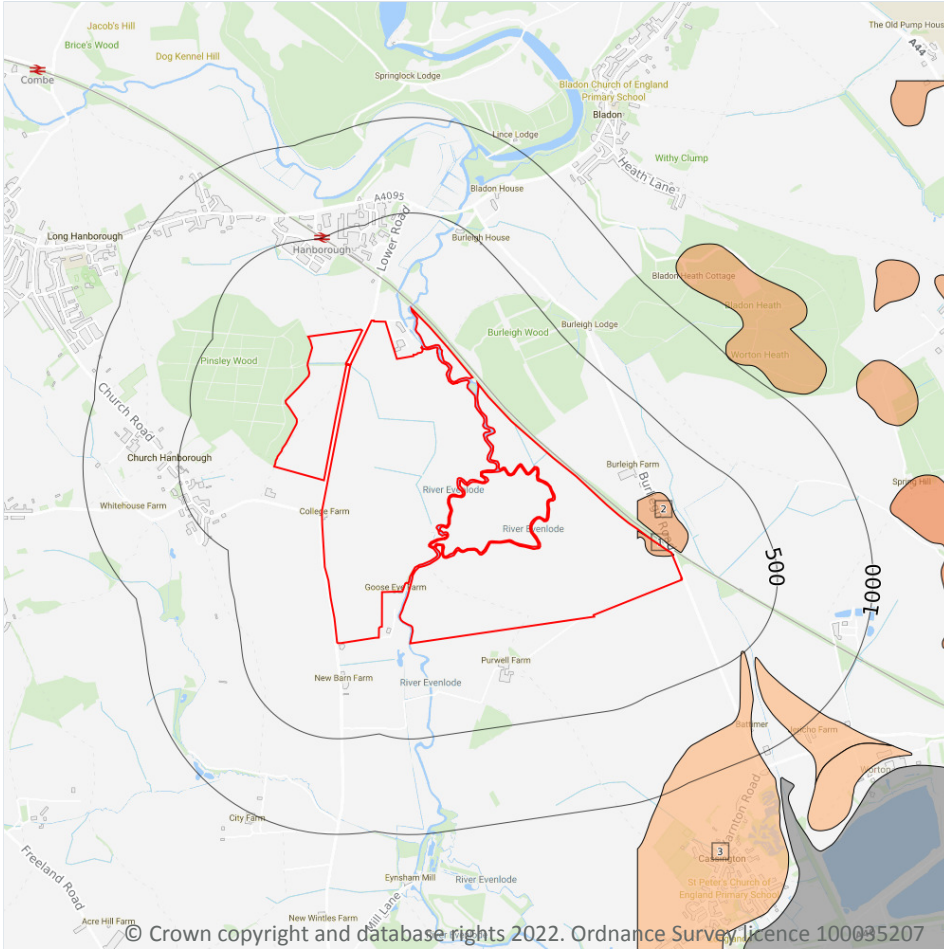 Jacob's Hill
Brice's Wood
Dog Kennel Hill
Combe
Springlock Lodge
Bladon Church of England
Primary School
The Old Pump House
A44
Bladon
Lince Lodge
Withy Clump
Heath Lane
A4095
Bladon House
Lower Road
Long Hanborough
Hanborough
Burleigh House
Bladon Heath Cottage
Bladon Heath
Burleigh Wood
Burleigh Lodge
Worton Heath
Pinsley Wood
Church Road
Church Hanborough
Burleigh Farm
River Evenlode
Spring Hill
Whitehouse Farm
College Farm
2
River Evenlode
1
500
1000
Goose Eye Farm
Purwell Farm
New Barn Farm
River Evenlode
Jericho Farm
Worton
City Farm
Yarnton Road
3
Cassington
Freeland Road
Eynsham Mill
River Evenlode
St Peter's Church of
England Primary School
Mill Lane
Acre Hill Farm
New Wintles Farm
© Crown copyright and database rights 2022. Ordnance Survey licence 100035207